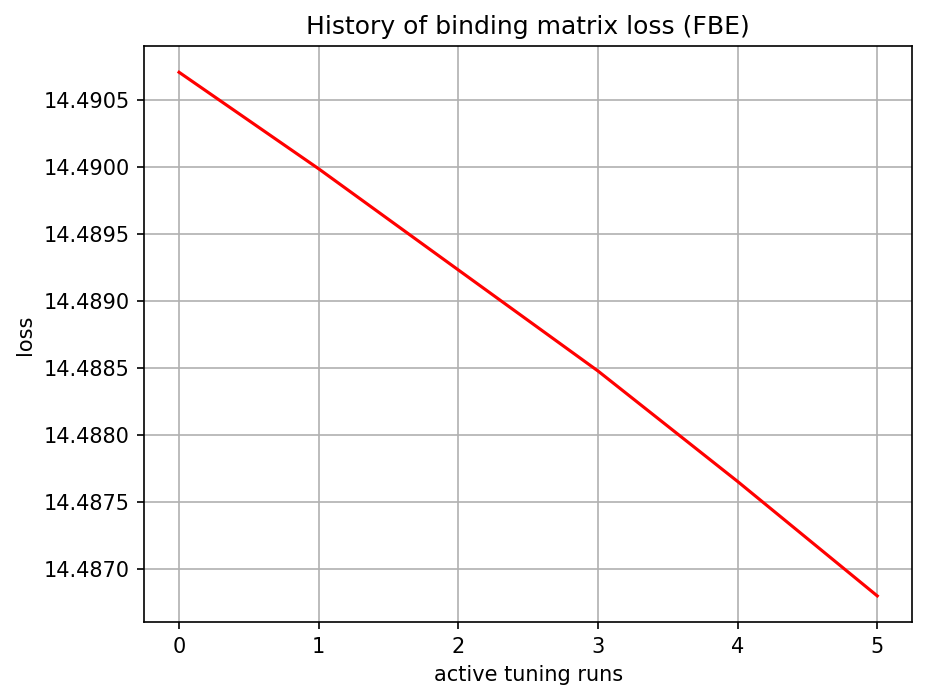 History of binding matrix loss (FBE)
14.4905
14.4900
14.4895
14.4890
14.4885
14.4880
14.4875
14.4870
loss
0 1 2 3 4 5
active tuning runs